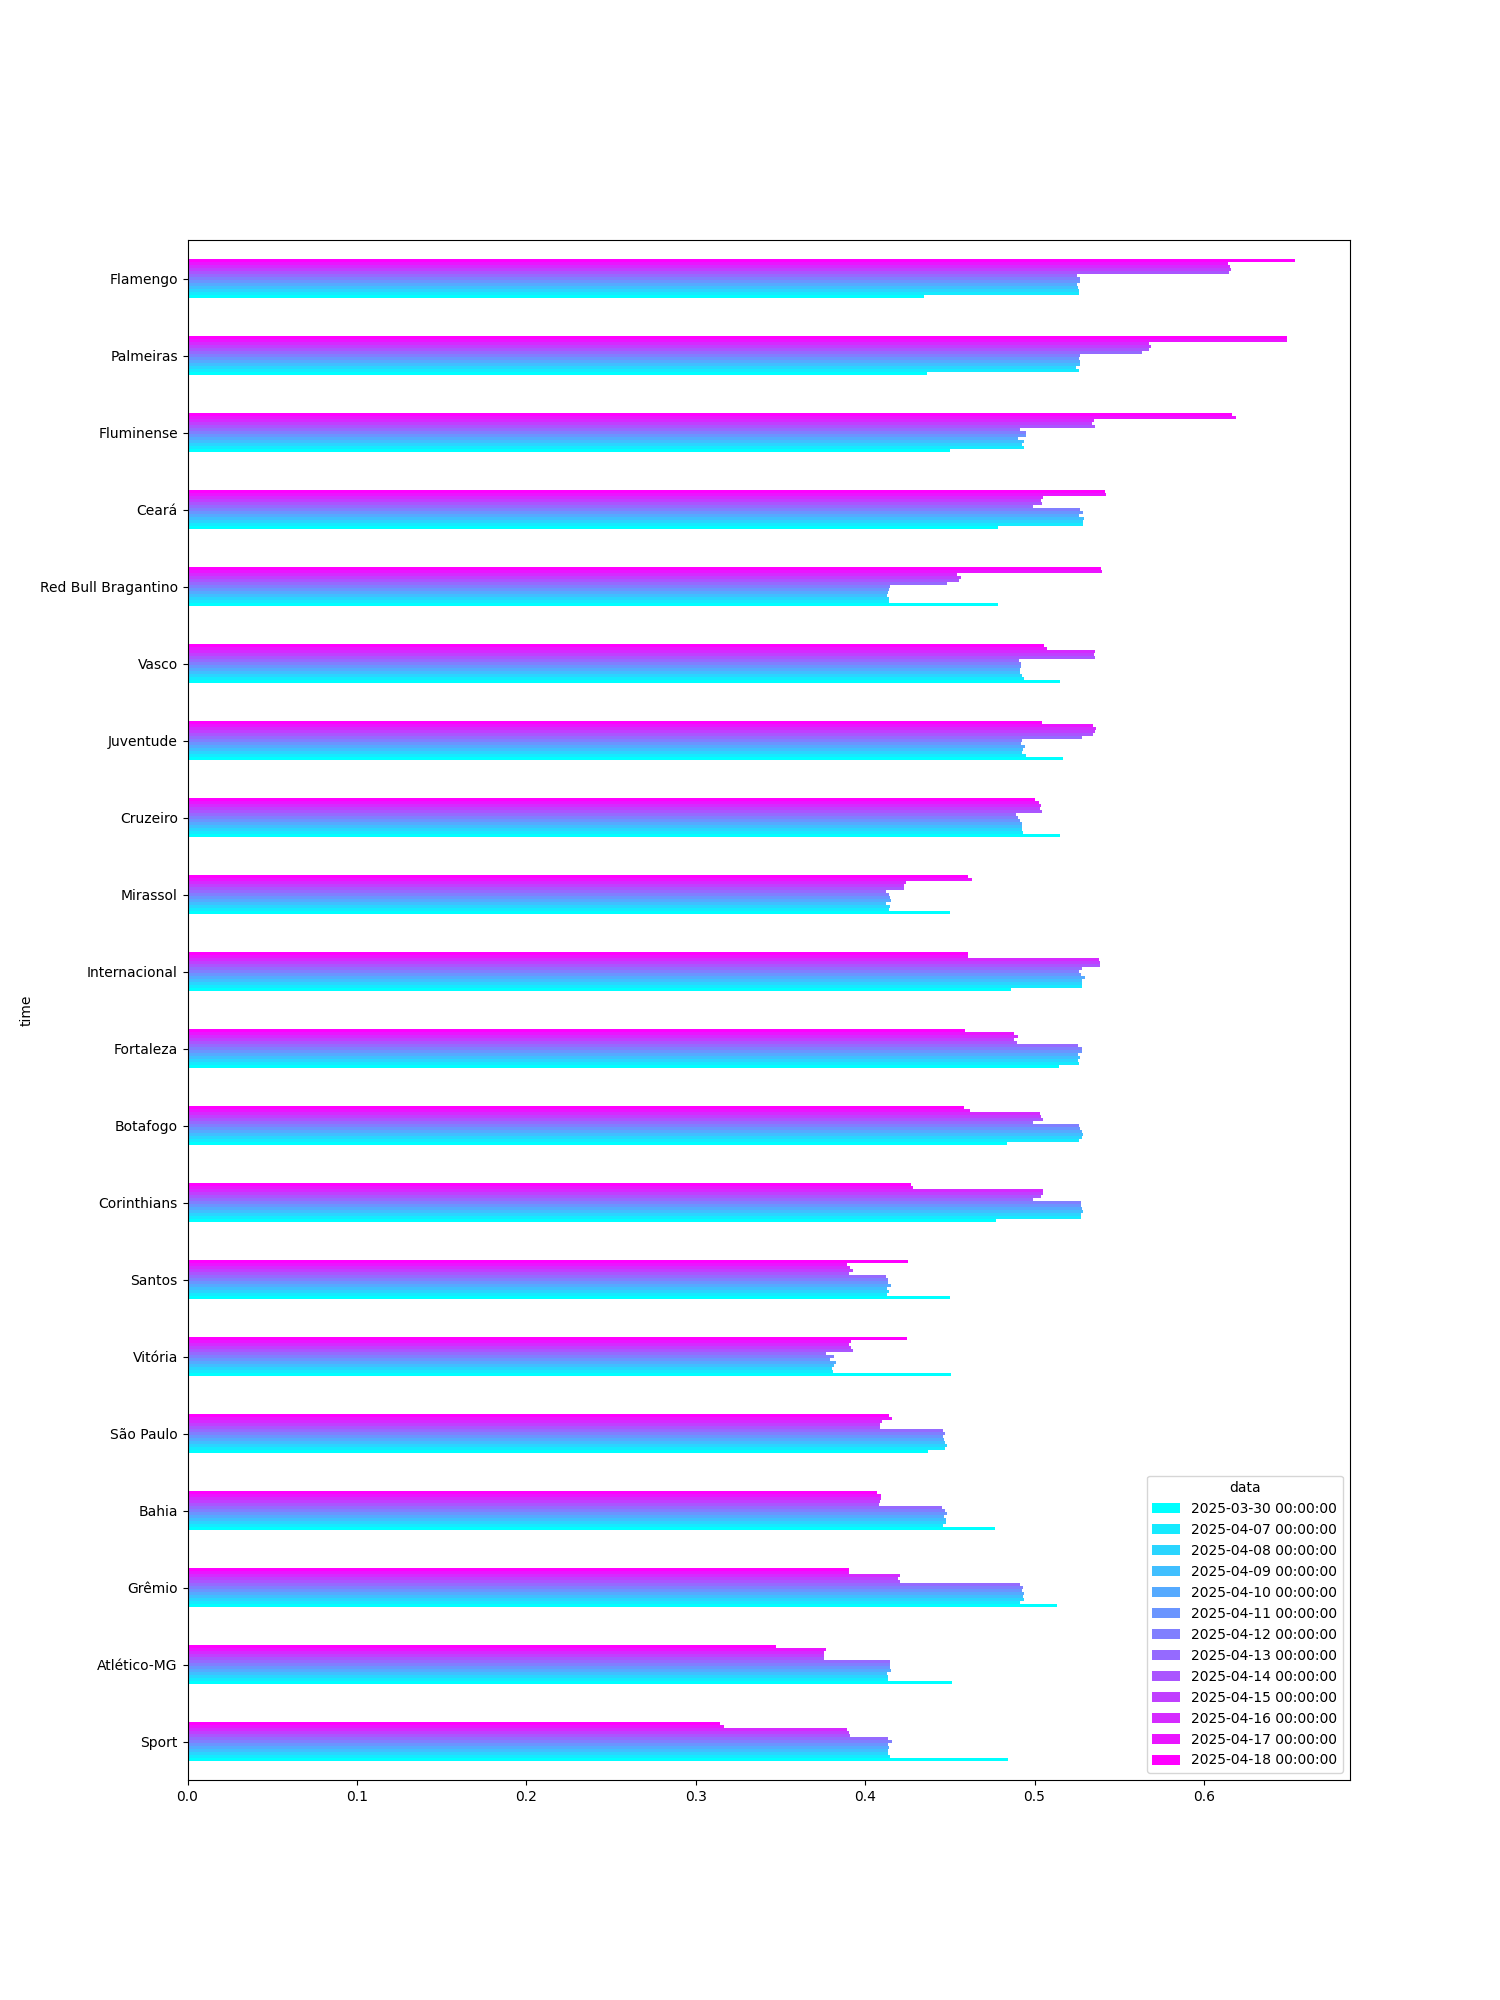 Flamengo
Palmeiras
Fluminense
Ceará
Red Bull Bragantino
Vasco
Juventude
Cruzeiro
Mirassol
Internacional
time
Fortaleza
Botafogo
Corinthians
Santos
Vitória
São Paulo
Bahia
Grêmio
Atlético-MG
Sport
data
2025-03-30 00:00:00
2025-04-07 00:00:00
2025-04-08 00:00:00
2025-04-09 00:00:00
2025-04-10 00:00:00
2025-04-11 00:00:00
2025-04-12 00:00:00
2025-04-13 00:00:00
2025-04-14 00:00:00
2025-04-15 00:00:00
2025-04-16 00:00:00
2025-04-17 00:00:00
2025-04-18 00:00:00
0.0 0.1 0.2 0.3 0.4 0.5 0.6